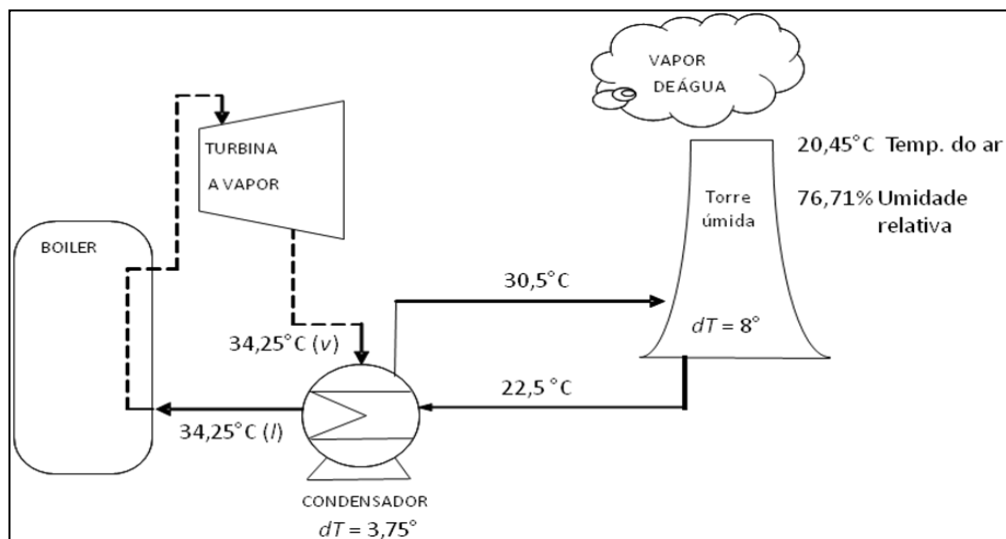 VAPOR
DEÁGUA
20,45°C Temp. do ar
TURBINA
A VAPOR
Torre
úmida
76,71% Umidade
relativa
BOILER
30,5°C
dT = 8°
34,25°C (v)
22,5 °C
34,25°C (l)
CONDENSADOR
dT = 3,75°